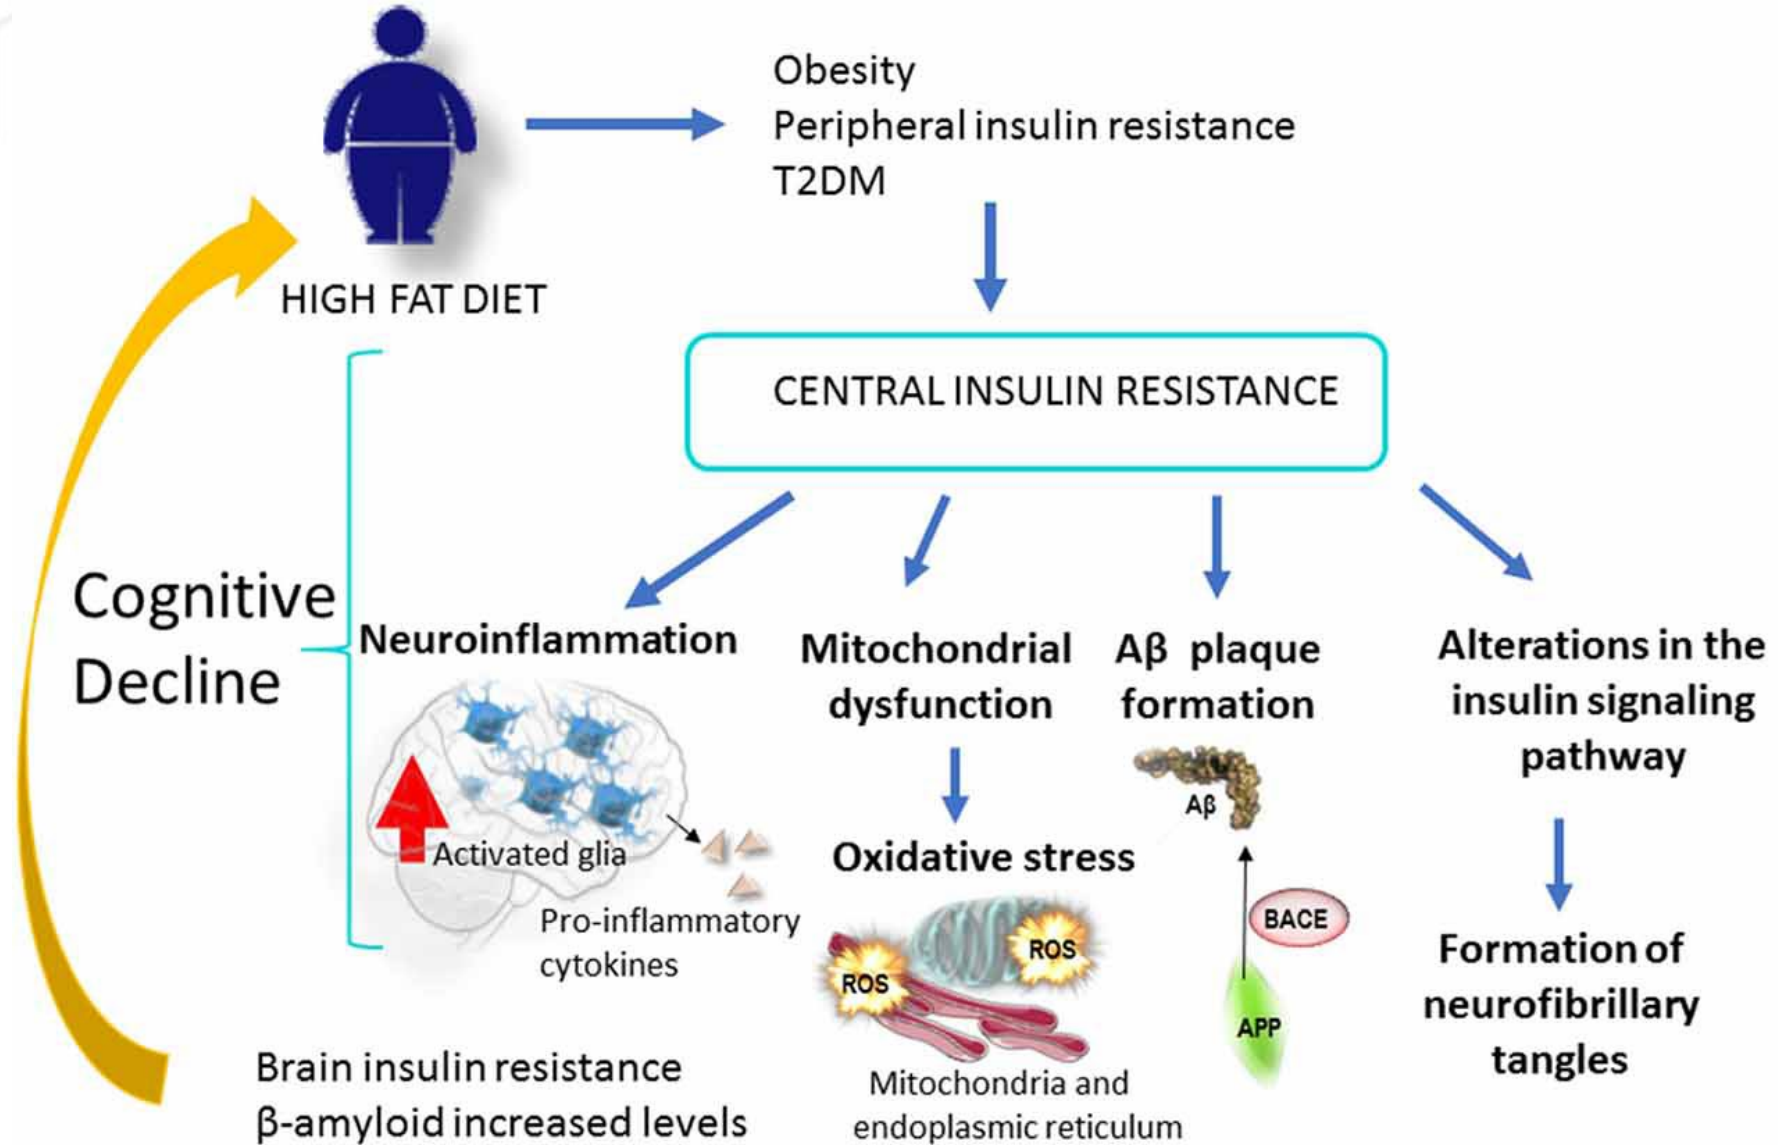 Obesity
Peripheral insulin resistance
T2DM
HIGH FAT DIET
CENTRAL INSULIN RESISTANCE
Cognitive
Decline
Neuroinflammation
Activated glia
Pro-inflammatory
cytokines
Mitochondrial
dysfunction
Oxidative stress
ROS
ROS
Mitochondria and
endoplasmic reticulum
Aβ plaque
formation
Aβ
BACE
APP
Alterations in the
insulin signaling
pathway
Formation of
neurofibrillary
tangles
Brain insulin resistance
β-amyloid increased levels